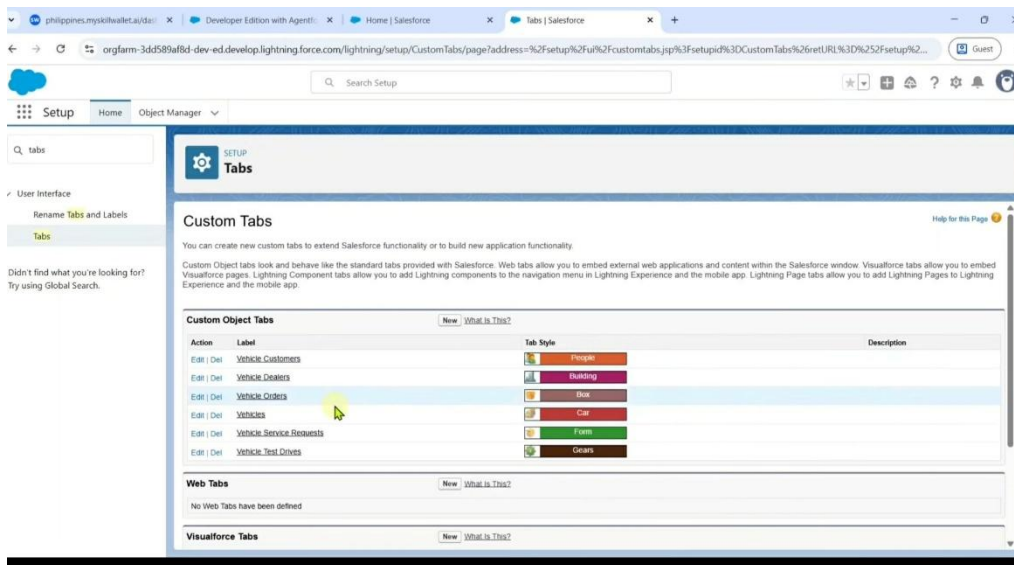 philippines.myskillwallet.ai/das
Developer Edition with Agentfo
Home | Salesforce
Tabs | Salesforce
orgfarm-3dd589af8d-dev-ed.develop.lightning.force.com/lightning/setup/CustomTabs/page?address=%2Fsetup%2Fui%2Fcustomtabs.jsp%3Fsetupid%3DCustomTabs%26retURL%3D%252Fsetup%2...
Guest
Search Setup
Setup
Home
Object Manager
tabs
SETUP
Tabs
User Interface
Rename Tabs and Labels
Tabs
Didn't find what you're looking for?
Try using Global Search.
Custom Tabs
Help for this Page
You can create new custom tabs to extend Salesforce functionality or to build new application functionality.
Custom Object tabs look and behave like the standard tabs provided with Salesforce. Web tabs allow you to embed external web applications and content within the Salesforce window. Visualforce tabs allow you to embed
Visualforce pages. Lightning Component tabs allow you to add Lightning components to the navigation menu in Lightning Experience and the mobile app. Lightning Page tabs allow you to add Lightning Pages to Lightning
Experience and the mobile app.
Custom Object Tabs New What Is This?
Action Label Tab Style Description
Edit | Del Vehicle Customers People
Edit | Del Vehicle Dealers Building
Edit | Del Vehicle Orders Box
Edit | Del Vehicles Car
Edit | Del Vehicle Service Requests Form
Edit | Del Vehicle Test Drives Gears
Web Tabs New What Is This?
No Web Tabs have been defined
Visualforce Tabs New What Is This?